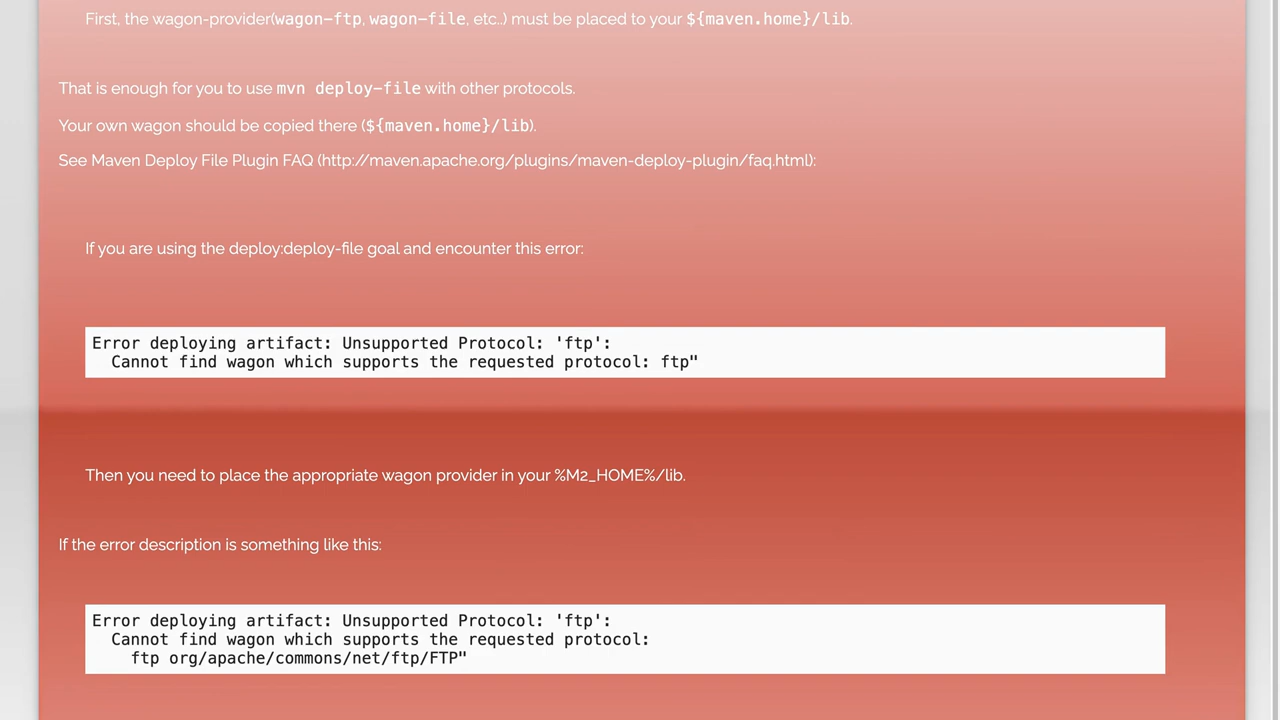 First, the wagon-provider(wagon-ftp, wagon-file, etc..) must be placed to your ${maven.home}/lib.
That is enough for you to use mvn deploy-file with other protocols.
Your own wagon should be copied there (${maven.home}/lib).
See Maven Deploy File Plugin FAQ (http://maven.apache.org/plugins/maven-deploy-plugin/faq.html):
If you are using the deploy:deploy-file goal and encounter this error:
Error deploying artifact: Unsupported Protocol: 'ftp':
Cannot find wagon which supports the requested protocol: ftp"
Then you need to place the appropriate wagon provider in your %M2_HOME%/lib.
If the error description is something like this:
Error deploying artifact: Unsupported Protocol: 'ftp':
Cannot find wagon which supports the requested protocol:
ftp org/apache/commons/net/ftp/FTP"